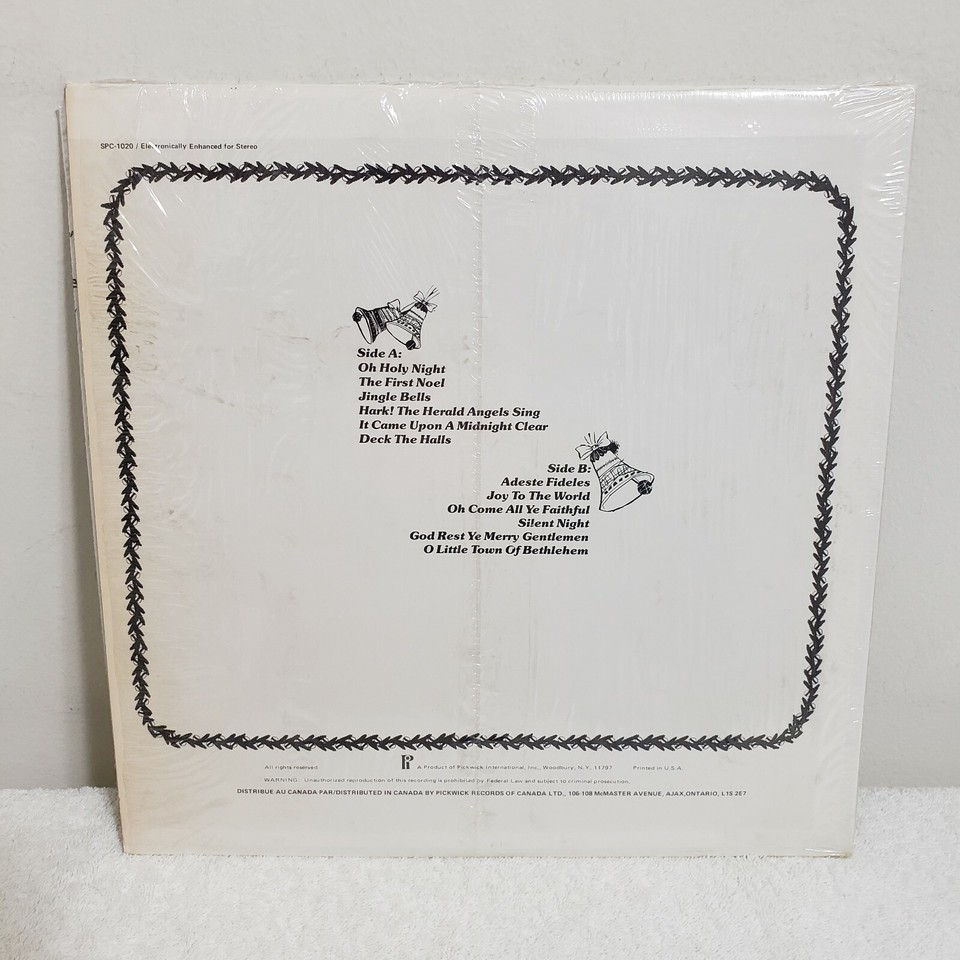 SPC-1020 / Electronically Enhanced for Stereo
Side A:
Oh Holy Night
The First Noel
Jingle Bells
Hark! The Herald Angels Sing
It Came Upon A Midnight Clear
Deck The Halls
Side B:
Adeste Fideles
Joy To The World
Oh Come All Ye Faithful
Silent Night
God Rest Ye Merry Gentlemen
O Little Town Of Bethlehem
All rights reserved A Product of Pickwick International, Inc., Woodbury, N.Y. 11797 Printed in U.S.A.
WARNING: Unauthorized reproduction of this recording is prohibited by Federal Law and subject to criminal prosecution.
DISTRIBUE AU CANADA PAR/DISTRIBUTED IN CANADA BY PICKWICK RECORDS OF CANADA LTD., 106-108 McMASTER AVENUE, AJAX,ONTARIO, L1S 2E7